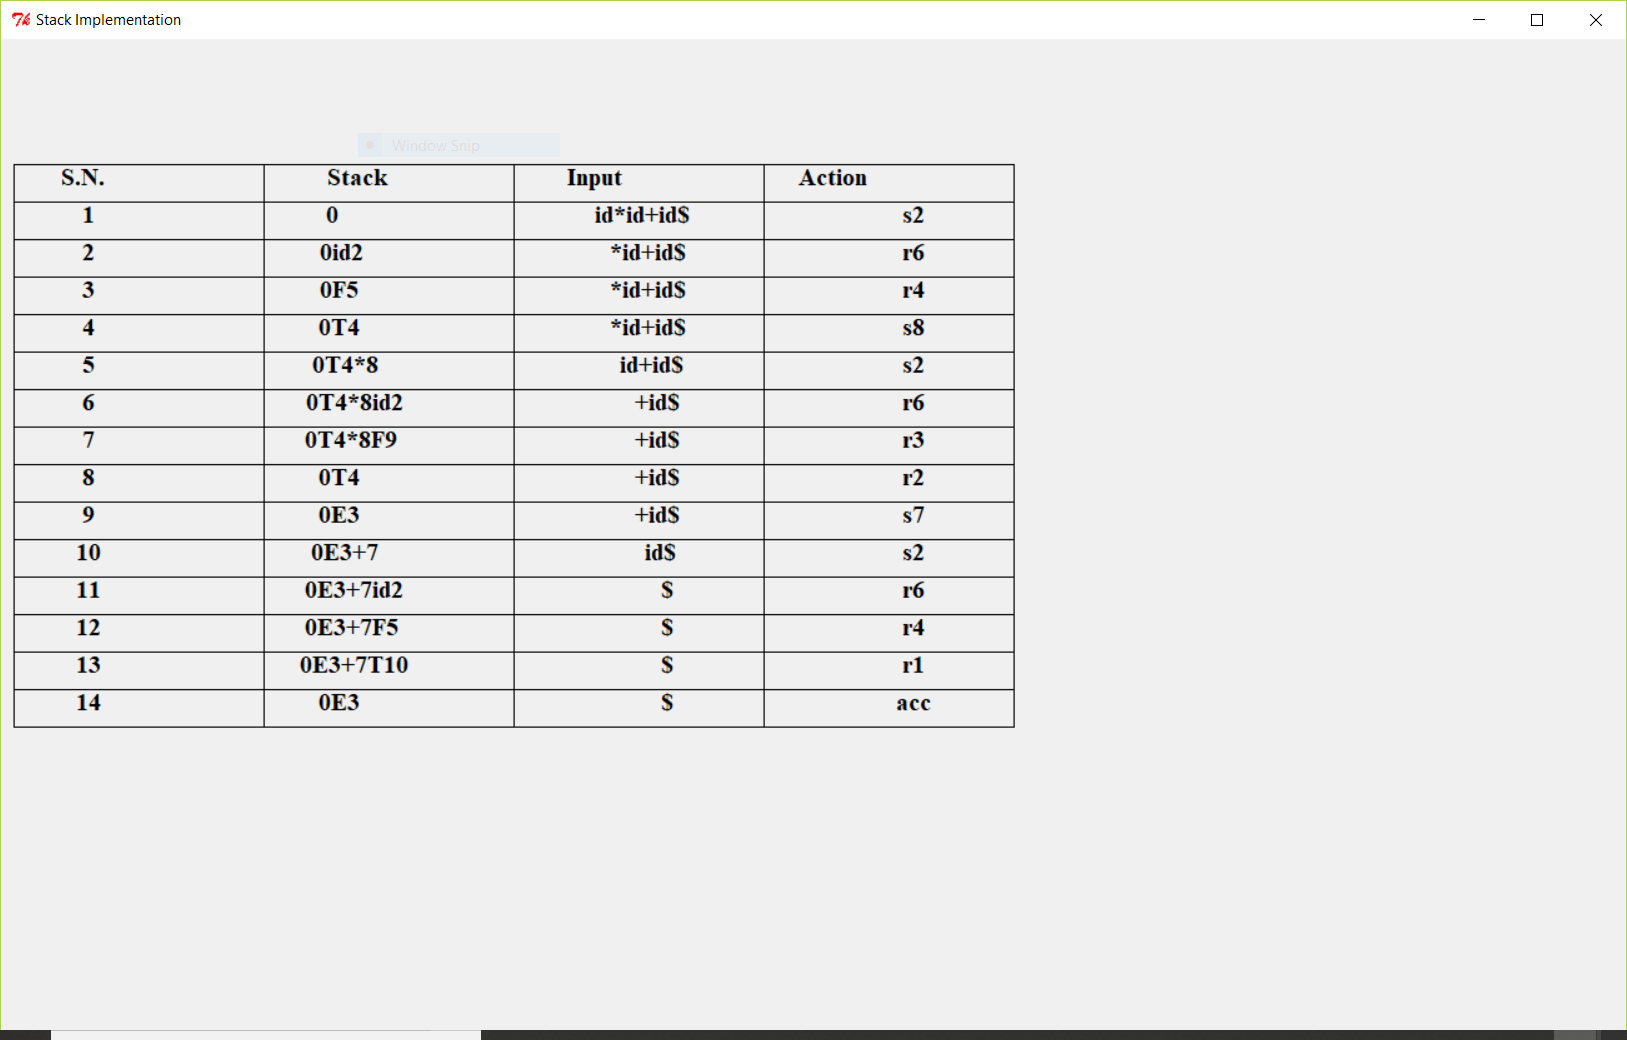 Stack Implementation
Window Snip
S.N. Stack Input Action
1 0 id*id+id$ s2
2 0id2 *id+id$ r6
3 0F5 *id+id$ r4
4 0T4 *id+id$ s8
5 0T4*8 id+id$ s2
6 0T4*8id2 +id$ r6
7 0T4*8F9 +id$ r3
8 0T4 +id$ r2
9 0E3 +id$ s7
10 0E3+7 id$ s2
11 0E3+7id2 $ r6
12 0E3+7F5 $ r4
13 0E3+7T10 $ r1
14 0E3 $ acc